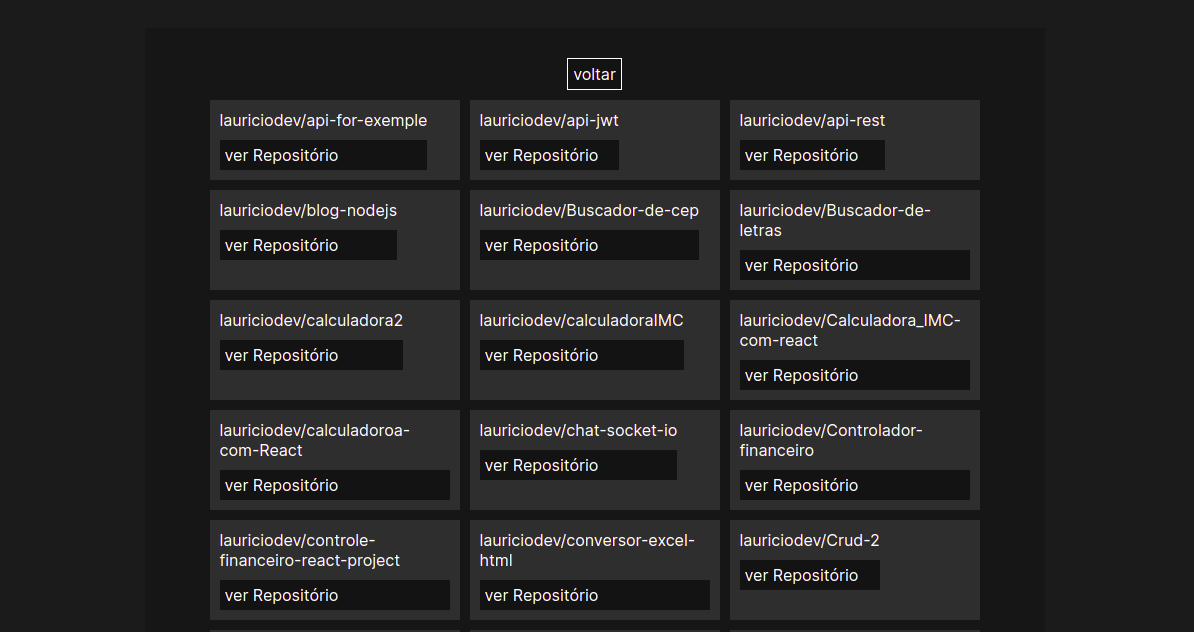 voltar
lauriciodev/api-for-exemple
ver Repositório
lauriciodev/api-jwt
ver Repositório
lauriciodev/api-rest
ver Repositório
lauriciodev/blog-nodejs
ver Repositório
lauriciodev/Buscador-de-cep
ver Repositório
lauriciodev/Buscador-de-
letras
ver Repositório
lauriciodev/calculadora2
ver Repositório
lauriciodev/calculadoraIMC
ver Repositório
lauriciodev/Calculadora_IMC-
com-react
ver Repositório
lauriciodev/calculadoroa-
com-React
ver Repositório
lauriciodev/chat-socket-io
ver Repositório
lauriciodev/Controlador-
financeiro
ver Repositório
lauriciodev/controle-
financeiro-react-project
ver Repositório
lauriciodev/conversor-excel-
html
ver Repositório
lauriciodev/Crud-2
ver Repositório